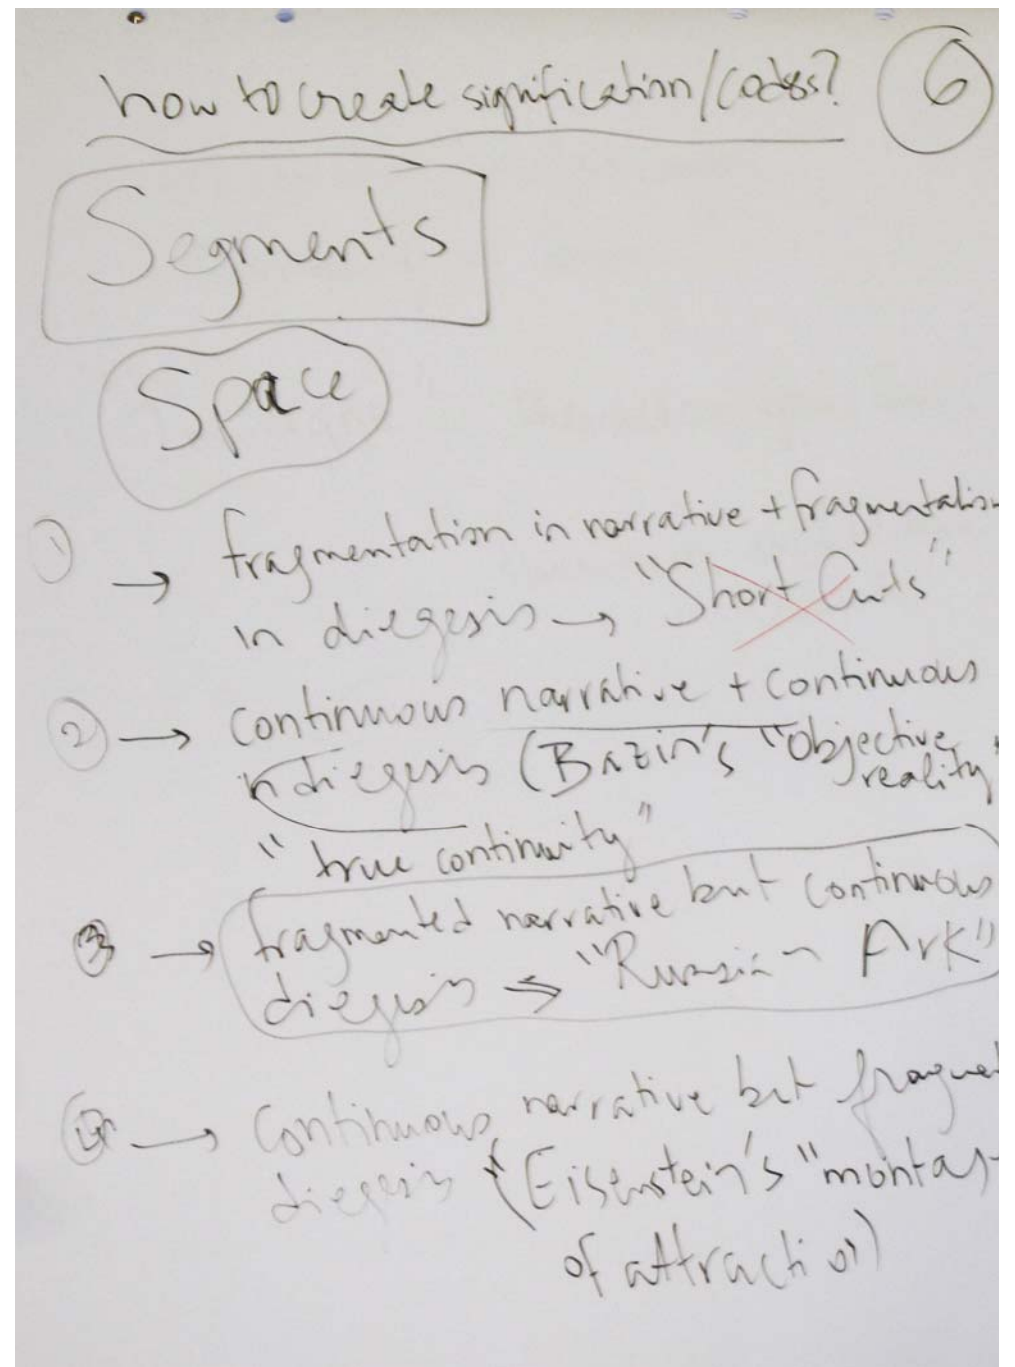 how to create signification/codes? 6
Segments
Space
1 → fragmentation in narrative + fragmentation
in diegesis → "Short Cuts"
2 → continuous narrative + continuous
in diegesis (Bazin's "objective
reality"
"true continuity"
3 → fragmented narrative but continuous
diegesis → "Russian Ark"
4 → Continuous narrative but fragme
diegesis (Eisenstein's "montag
of attraction)